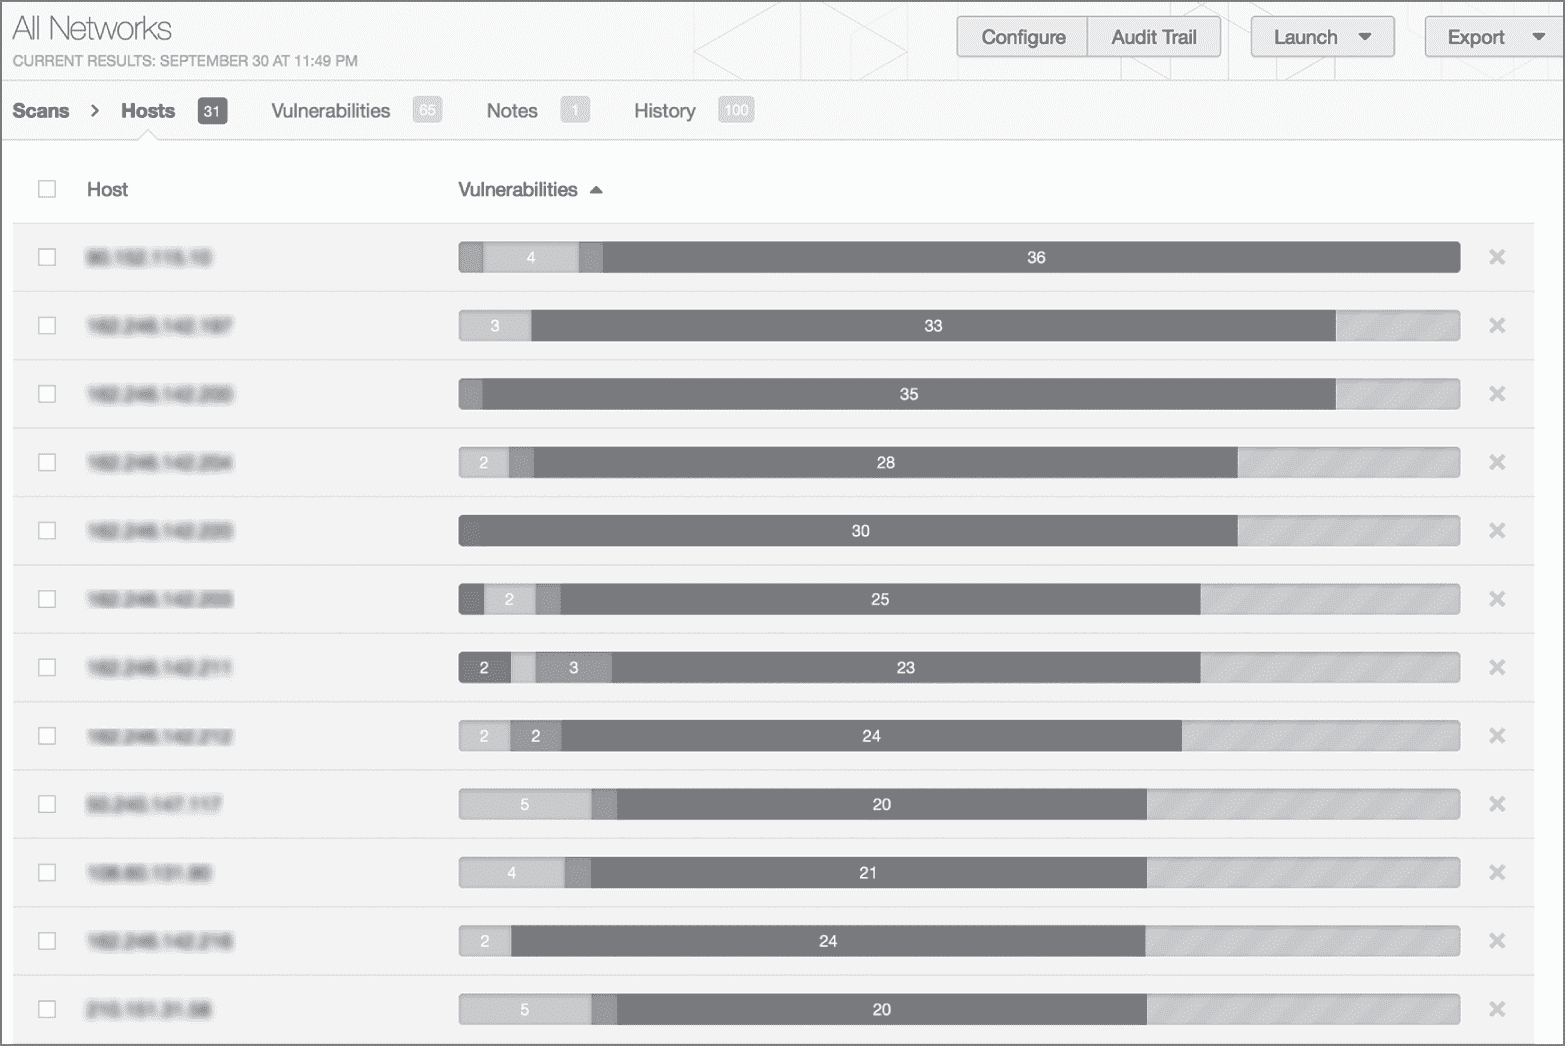 All Networks
Configure Audit Trail Launch Export
CURRENT RESULTS: SEPTEMBER 30 AT 11:49 PM
Scans > Hosts 31 Vulnerabilities 65 Notes 1 History 100
Host Vulnerabilities
4 36
3 33
35
2 28
30
2 25
2 3 23
2 2 24
5 20
4 21
2 24
5 20